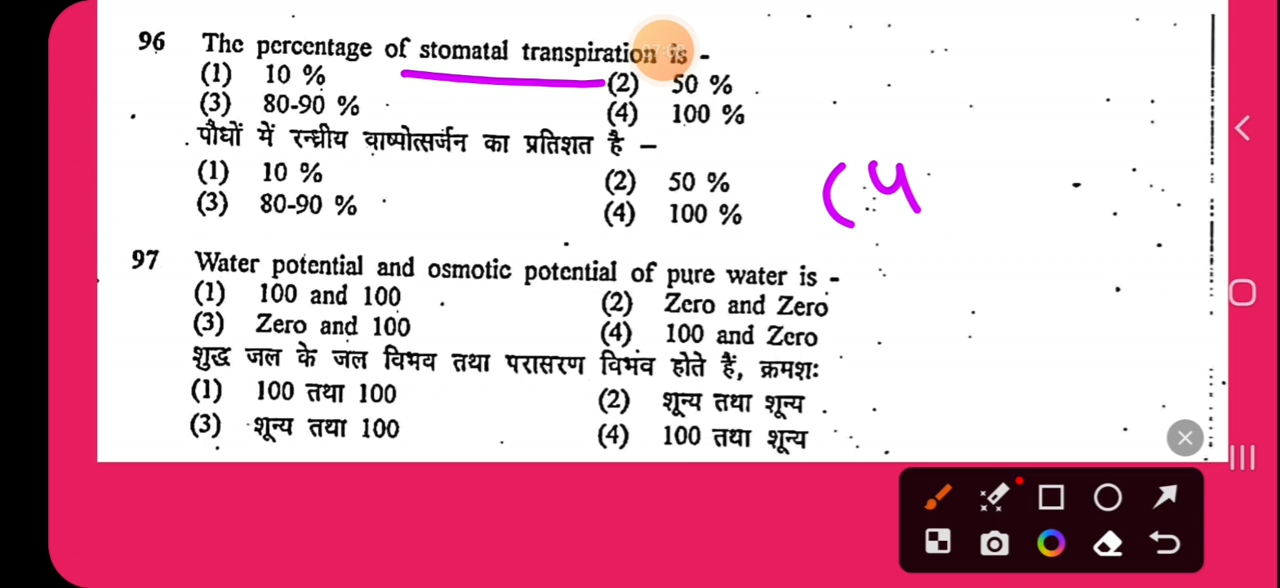 96 The percentage of stomatal transpiration is -
(1) 10 % (2) 50 %
(3) 80-90 % (4) 100 %
पौधों में रन्ध्रीय वाष्पोत्सर्जन का प्रतिशत है –
(1) 10 % (2) 50 %
(3) 80-90 % (4) 100 %
(4
97 Water potential and osmotic potential of pure water is -
(1) 100 and 100 (2) Zero and Zero
(3) Zero and 100 (4) 100 and Zero
शुद्ध जल के जल विभव तथा परासरण विभव होते हैं, क्रमशः
(1) 100 तथा 100 (2) शून्य तथा शून्य
(3) शून्य तथा 100 (4) 100 तथा शून्य